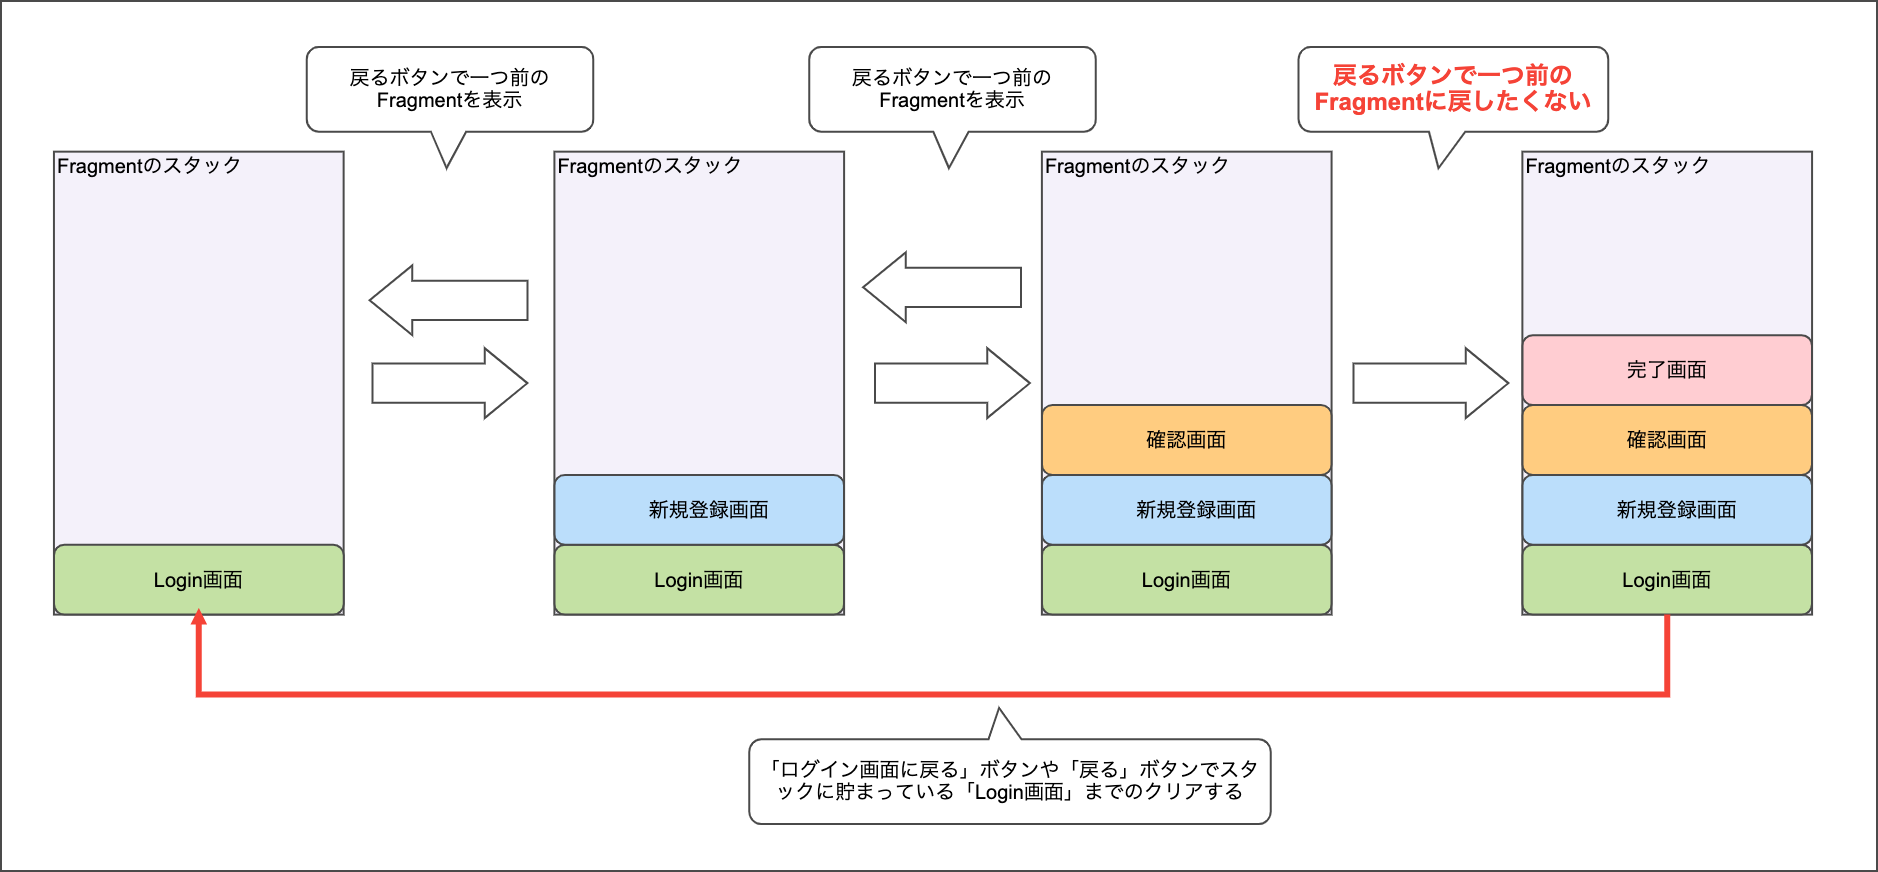 戻るボタンで一つ前の
Fragmentを表示
戻るボタンで一つ前の
Fragmentを表示
戻るボタンで一つ前の
Fragmentに戻したくない
Fragmentのスタック
Login画面
Fragmentのスタック
新規登録画面
Login画面
Fragmentのスタック
確認画面
新規登録画面
Login画面
Fragmentのスタック
完了画面
確認画面
新規登録画面
Login画面
「ログイン画面に戻る」ボタンや「戻る」ボタンでスタ
ックに貯まっている「Login画面」までのクリアする